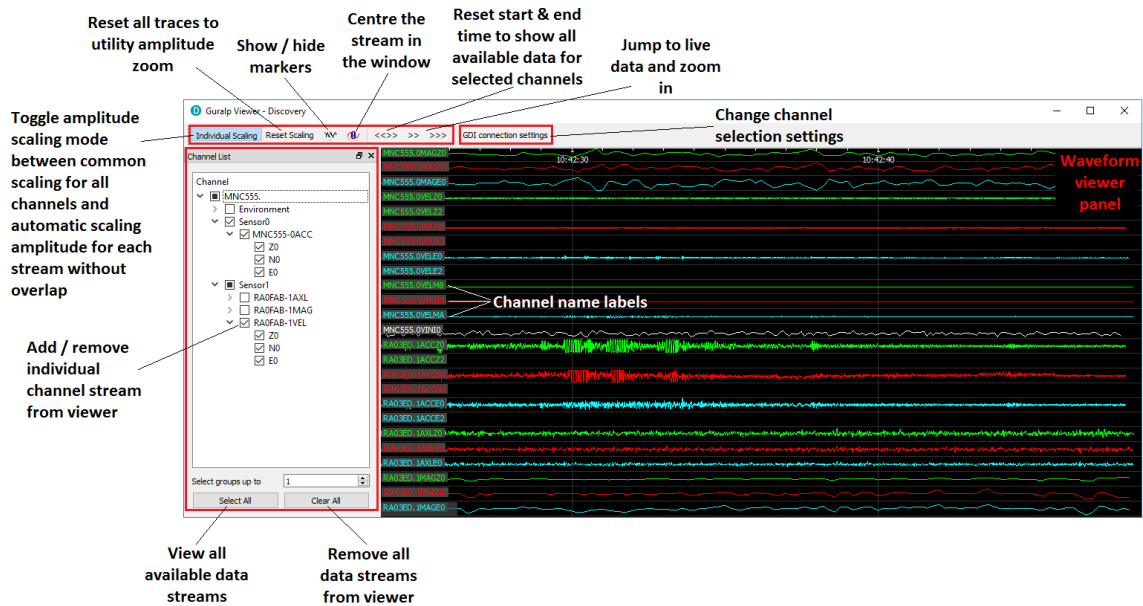 Reset all traces to
utility amplitude
zoom
Show / hide
markers
Centre the
stream in
the window
Reset start & end
time to show all
available data for
selected channels
Jump to live
data and zoom
in
Toggle amplitude
scaling mode
between common
scaling for all
channels and
automatic scaling
amplitude for each
stream without
overlap
Guralp Viewer - Discovery
Change channel
selection settings
Individual Scaling Reset Scaling <<>> >> >>> GDI connection settings
Channel List
Channel
MNC555.
Environment
Sensor0
MNC555-0ACC
Z0
N0
E0
Sensor1
RA0FAB-1AXL
RA0FAB-1MAG
RA0FAB-1VEL
Z0
N0
E0
Select groups up to 1
Select All Clear All
10:42:30 10:42:40
Waveform
viewer
panel
MNC555.0MAGZ0
MNC555.0MAGE0
MNC555.0VELZ0
MNC555.0VELZ2
MNC555.0VELE0
MNC555.0VELE2
MNC555.0VELM8
Channel name labels
MNC555.0VELMA
MNC555.0VINI0
RA03ED.1ACCZ0
RA03ED.1ACCZ2
RA03ED.1ACCE0
RA03ED.1ACCE2
RA03ED.1AXLZ0
RA03ED.1AXLE0
RA03ED.1MAGZ0
RA03ED.1MAGE0
Add / remove
individual
channel stream
from viewer
View all
available data
streams
Remove all
data streams
from viewer